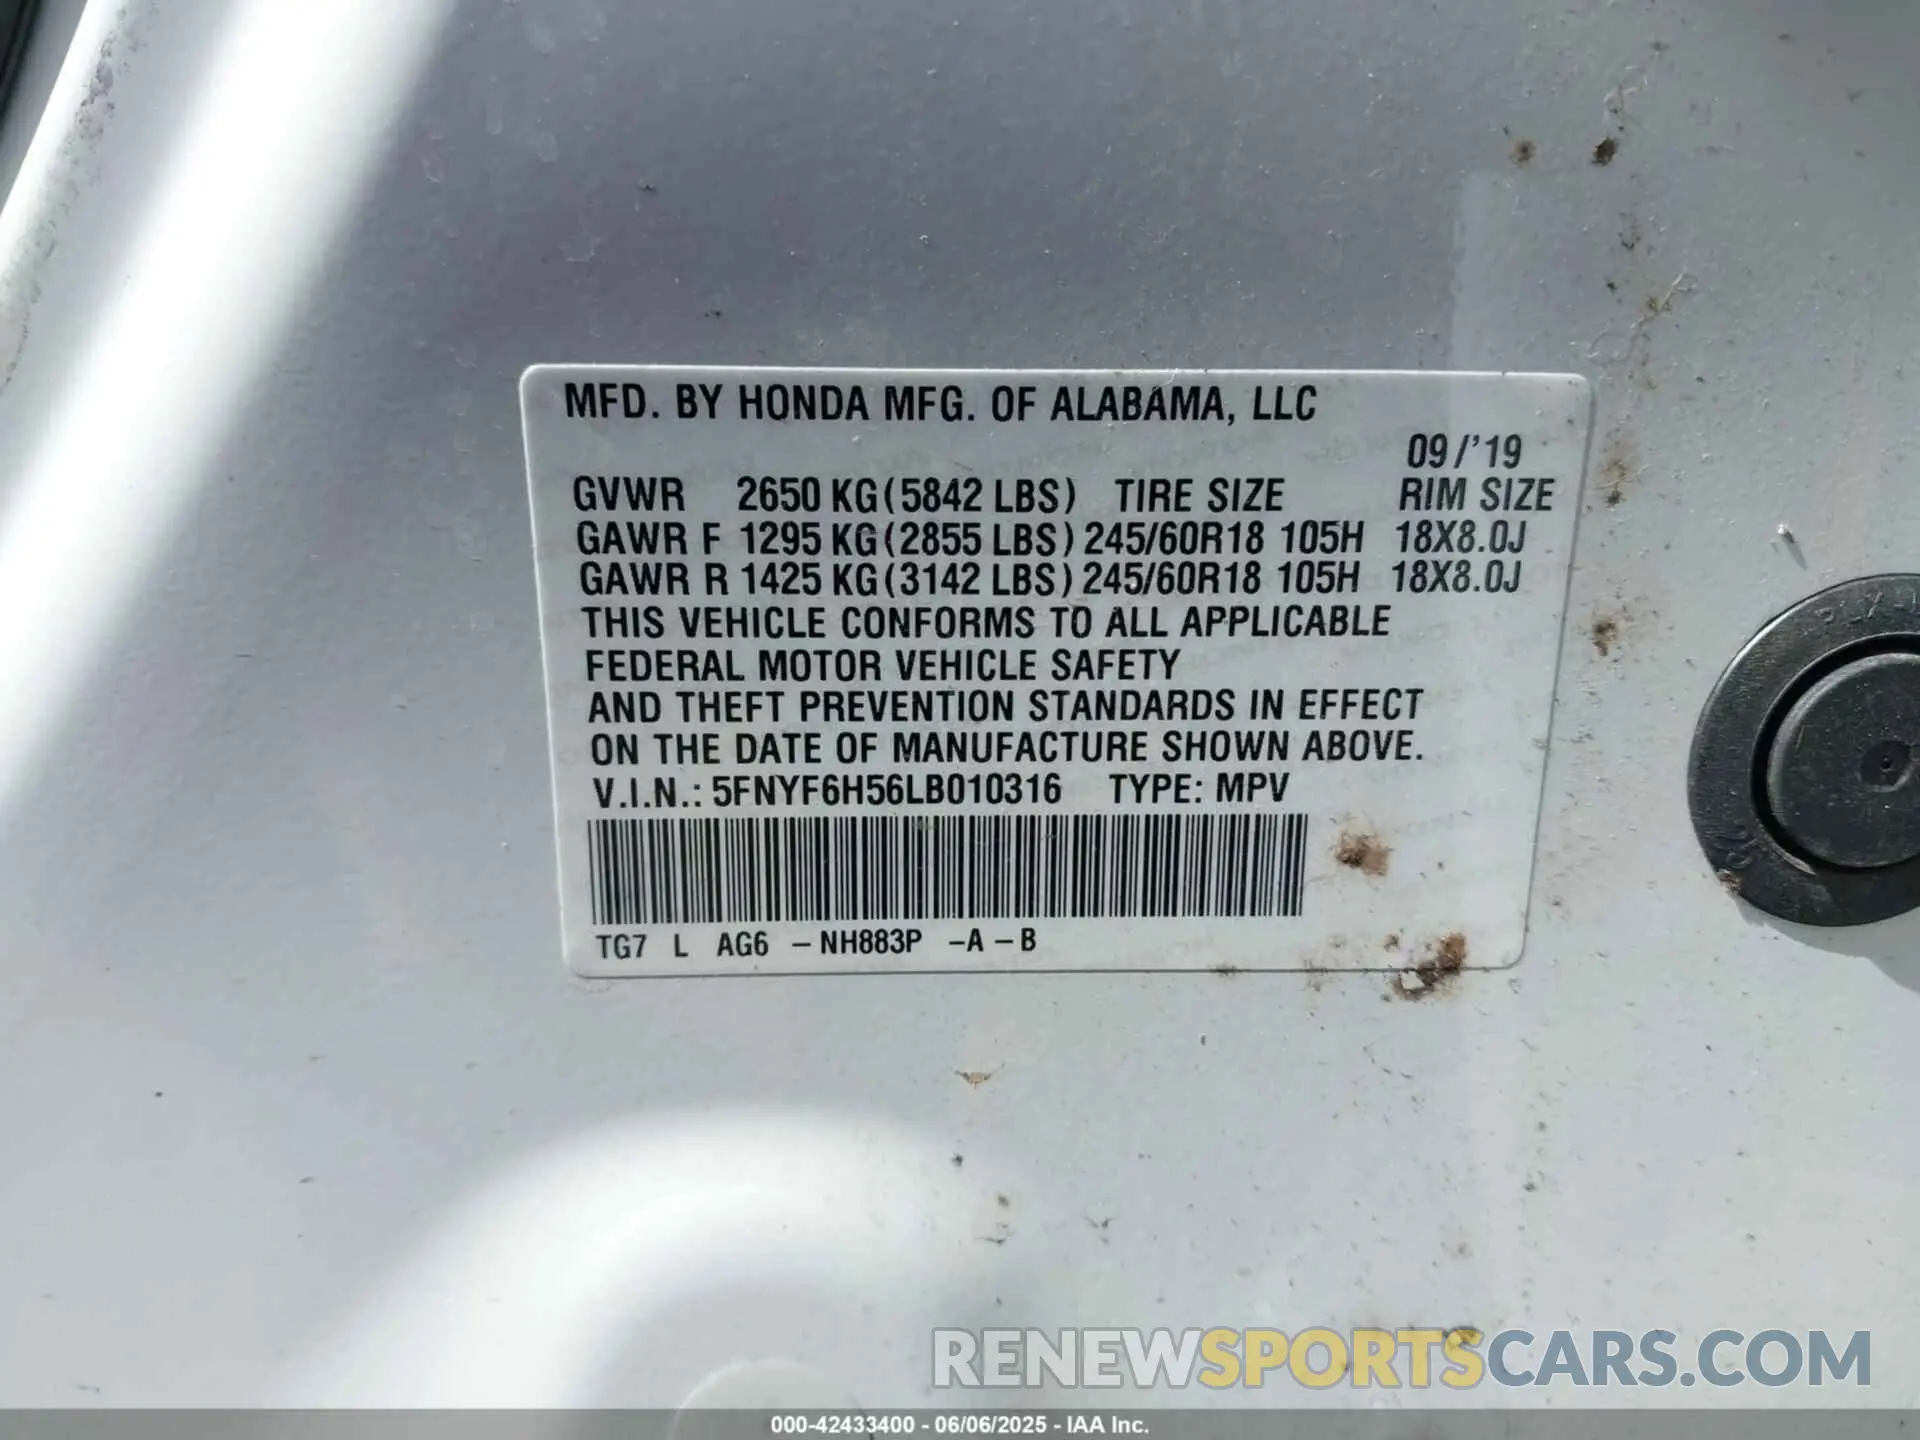 MFD. BY HONDA MFG. OF ALABAMA, LLC
09/'19
GVWR 2650 KG (5842 LBS) TIRE SIZE RIM SIZE
GAWR F 1295 KG (2855 LBS) 245/60R18 105H 18X8.0J
GAWR R 1425 KG (3142 LBS) 245/60R18 105H 18X8.0J
THIS VEHICLE CONFORMS TO ALL APPLICABLE
FEDERAL MOTOR VEHICLE SAFETY
AND THEFT PREVENTION STANDARDS IN EFFECT
ON THE DATE OF MANUFACTURE SHOWN ABOVE.
V.I.N.: 5FNYF6H56LB010316 TYPE: MPV
TG7 L AG6 -NH883P -A-B
RENEWSPORTSCARS.COM
000-42433400 - 06/06/2025 - IAA Inc.